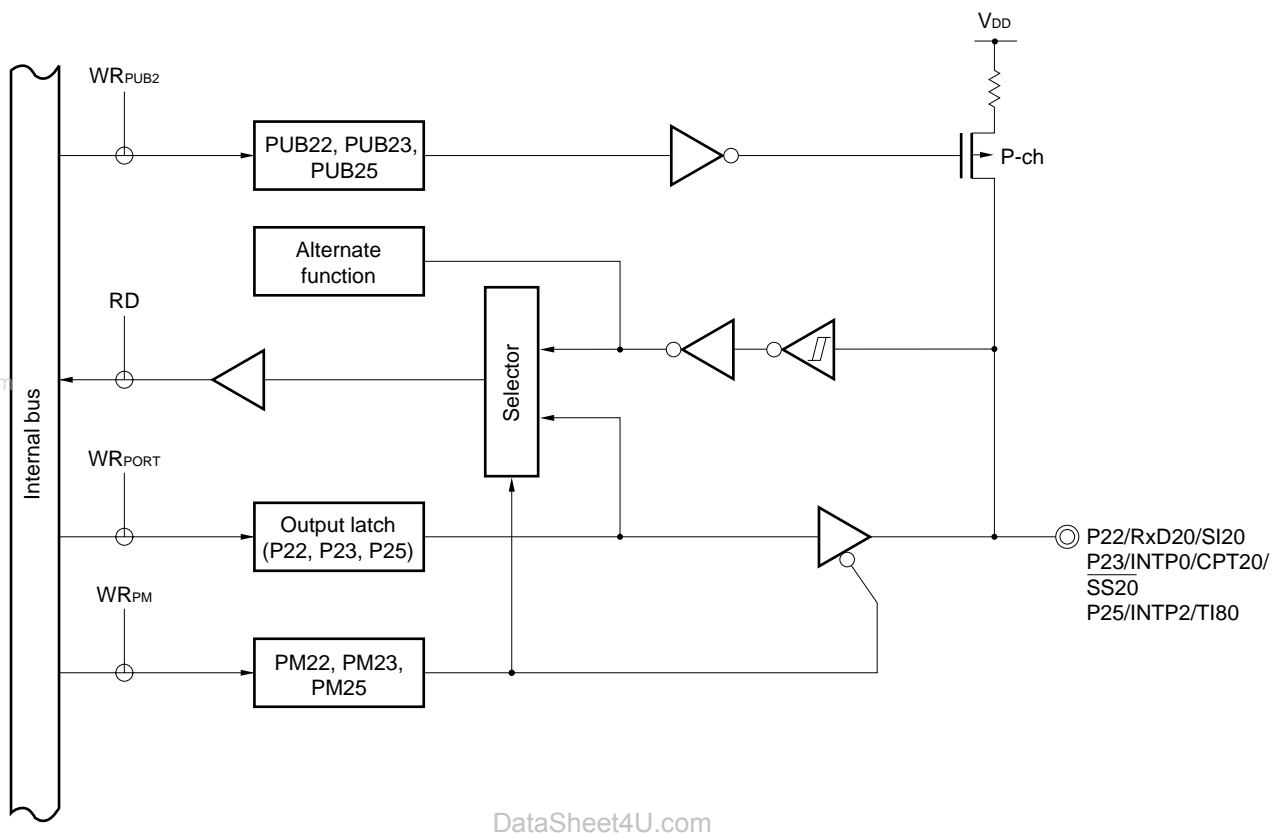 VDD
WRPUB2
PUB22, PUB23,
PUB25
P-ch
Alternate
function
RD
Selector
Internal bus
WRPORT
Output latch
(P22, P23, P25)
P22/RxD20/SI20
P23/INTP0/CPT20/
SS20
P25/INTP2/TI80
WRPM
PM22, PM23,
PM25
m
DataSheet4U.com